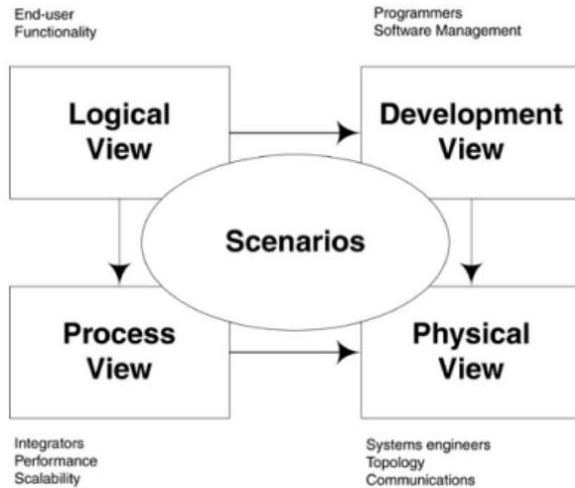 End-user
Functionality
Programmers
Software Management
Logical
View
Development
View
Scenarios
Process
View
Physical
View
Integrators
Performance
Scalability
Systems engineers
Topology
Communications